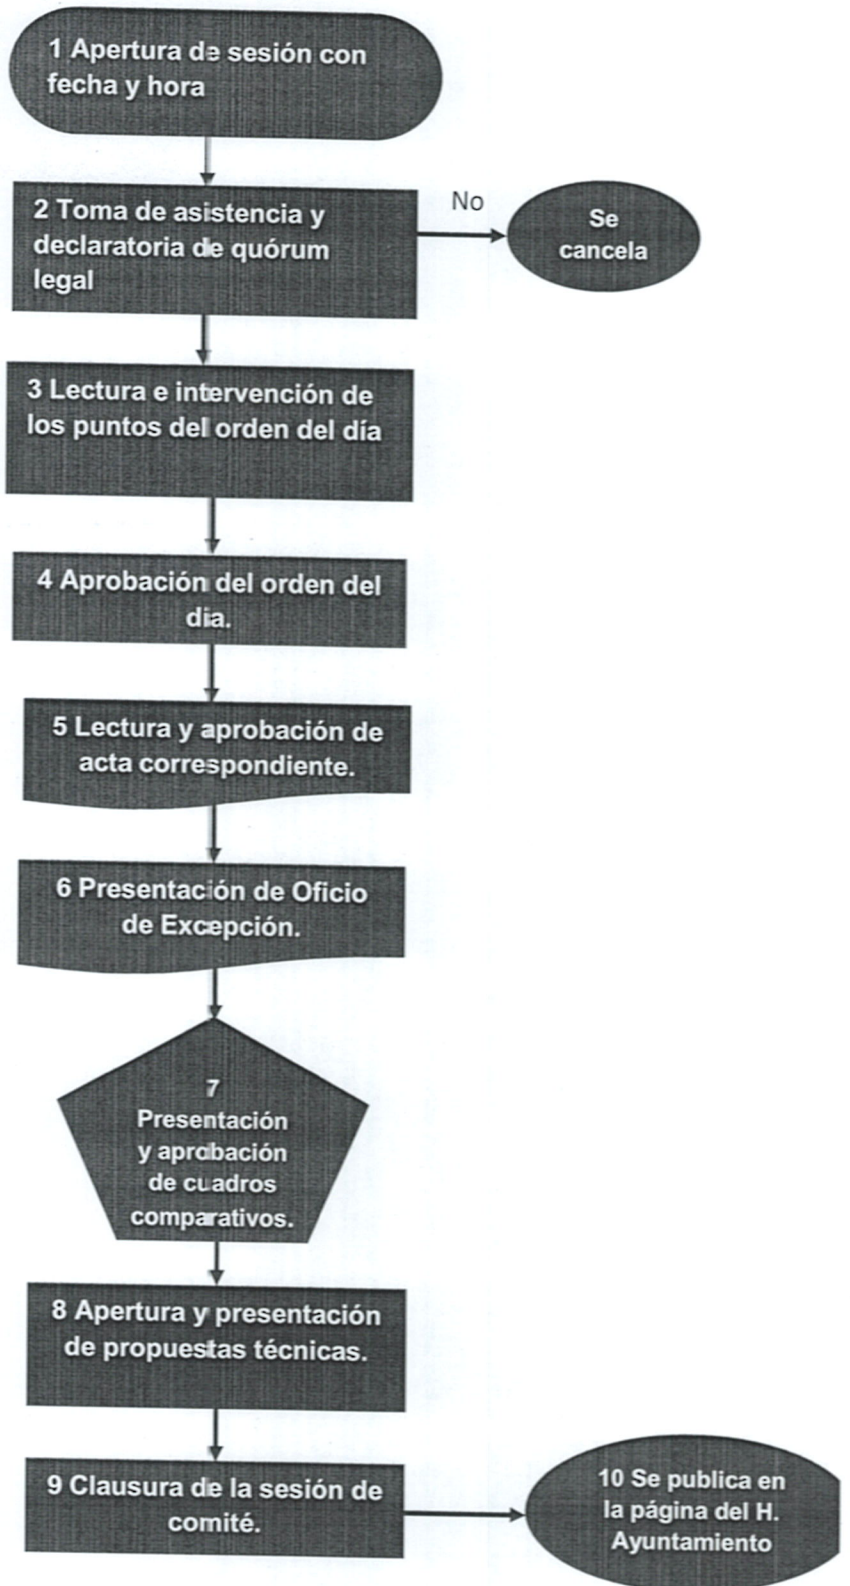 1 Apertura de sesión con
fecha y hora
2 Toma de asistencia y
declaratoria de quórum
legal
No
Se
cancela
3 Lectura e intervención de
los puntos del orden del día
4 Aprobación del orden del
dia.
5 Lectura y aprobación de
acta correspondiente.
6 Presentación de Oficio
de Excepción.
7
Presentación
y aprobación
de cuadros
comparativos.
8 Apertura y presentación
de propuestas técnicas.
9 Clausura de la sesión de
comité.
10 Se publica en
la página del H.
Ayuntamiento